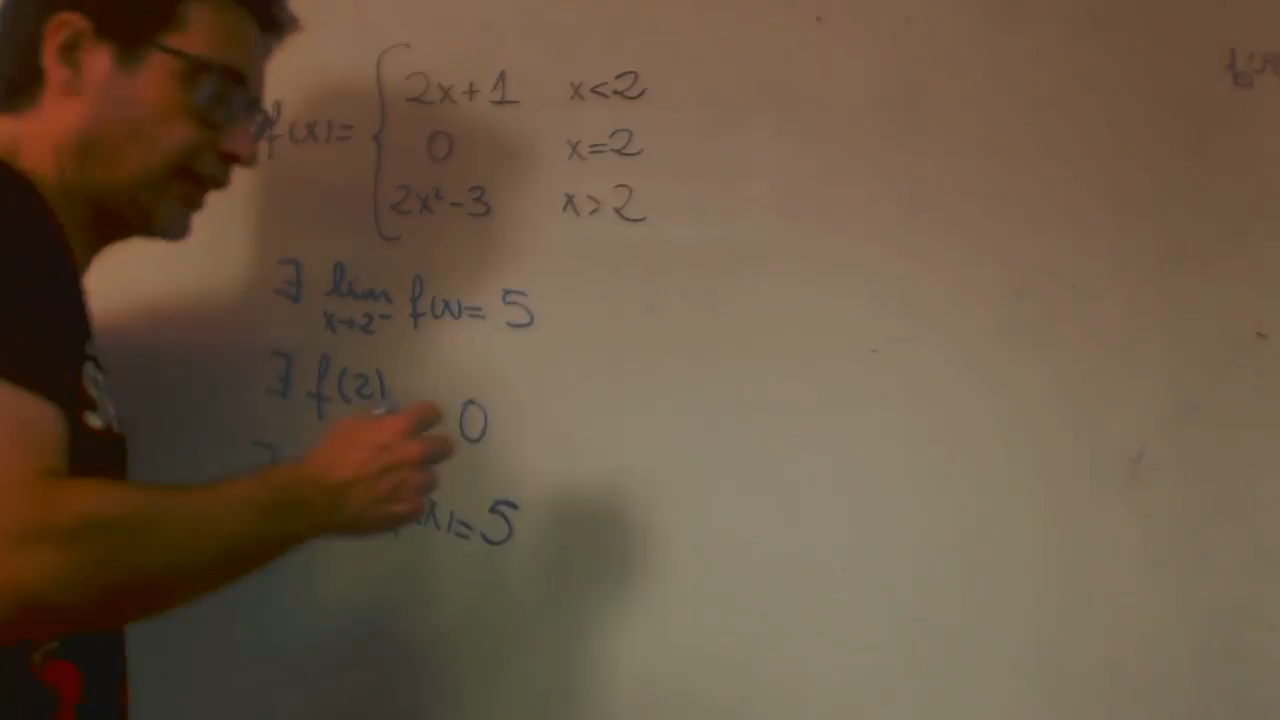 f(x)= { 2x+1 x<2
0 x=2
2x²-3 x>2
∃ lim f(x)= 5
x→2⁻
∃ f(2)
0
∃
(x)=5